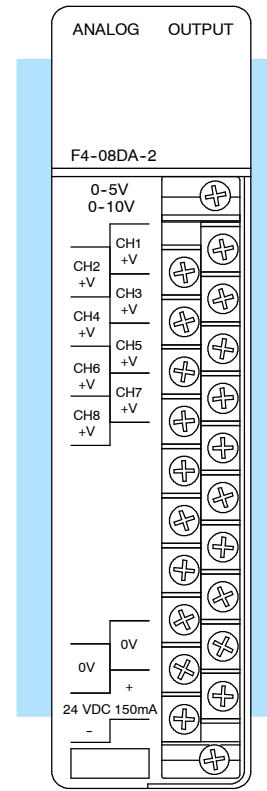 ANALOG OUTPUT
F4-08DA-2
0-5V
0-10V
CH1
+V
CH2
+V
CH3
+V
CH4
+V
CH5
+V
CH6
+V
CH7
+V
CH8
+V
0V
0V
+
24 VDC 150mA
-